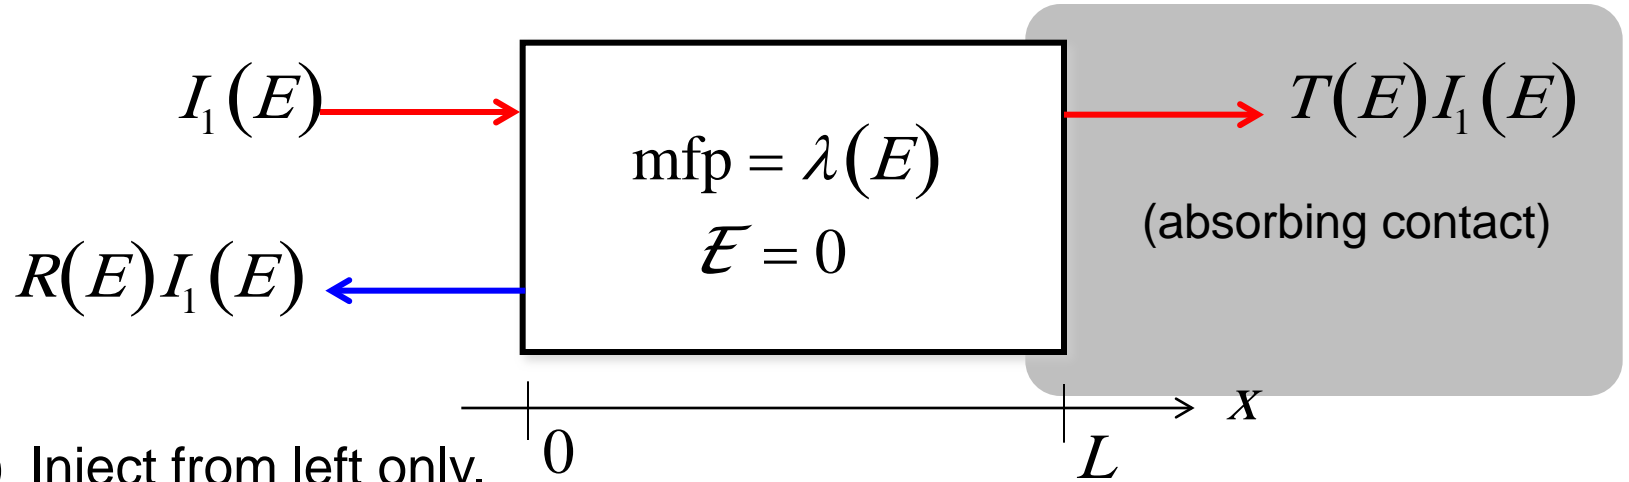 I₁(E)
T(E)I₁(E)
mfp = λ(E)
ℰ = 0
(absorbing contact)
R(E)I₁(E)
x
0
L
) Inject from left only.